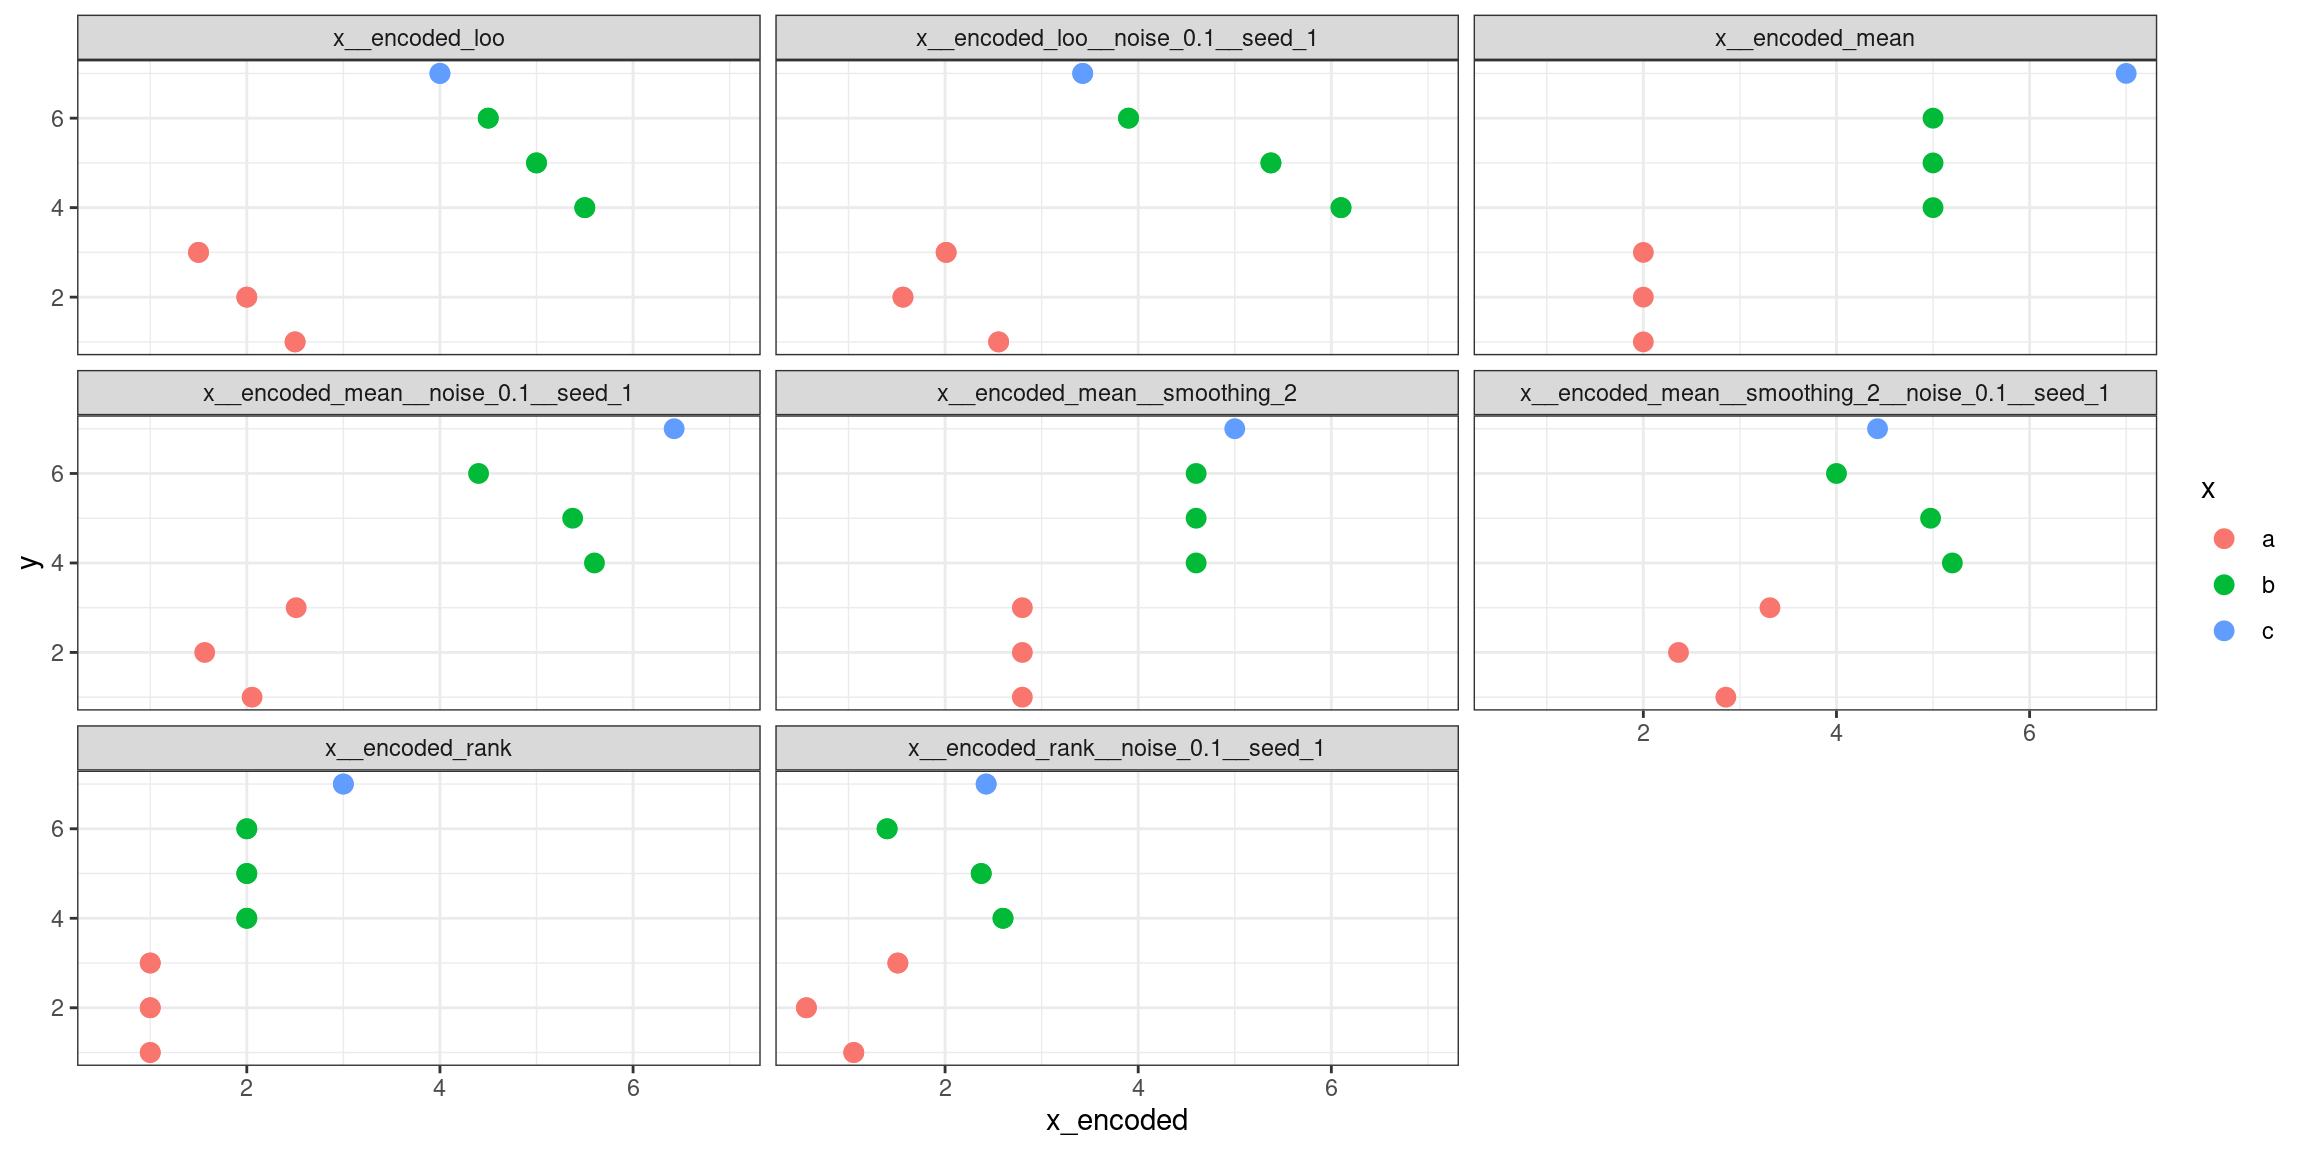 x__encoded_loo
x__encoded_loo__noise_0.1__seed_1
x__encoded_mean
6
4
2
x__encoded_mean__noise_0.1__seed_1
x__encoded_mean__smoothing_2
x__encoded_mean__smoothing_2__noise_0.1__seed_1
6
4
2
y
2 4 6
x
a
b
c
x__encoded_rank
x__encoded_rank__noise_0.1__seed_1
6
4
2
2 4 6 2 4 6
x_encoded